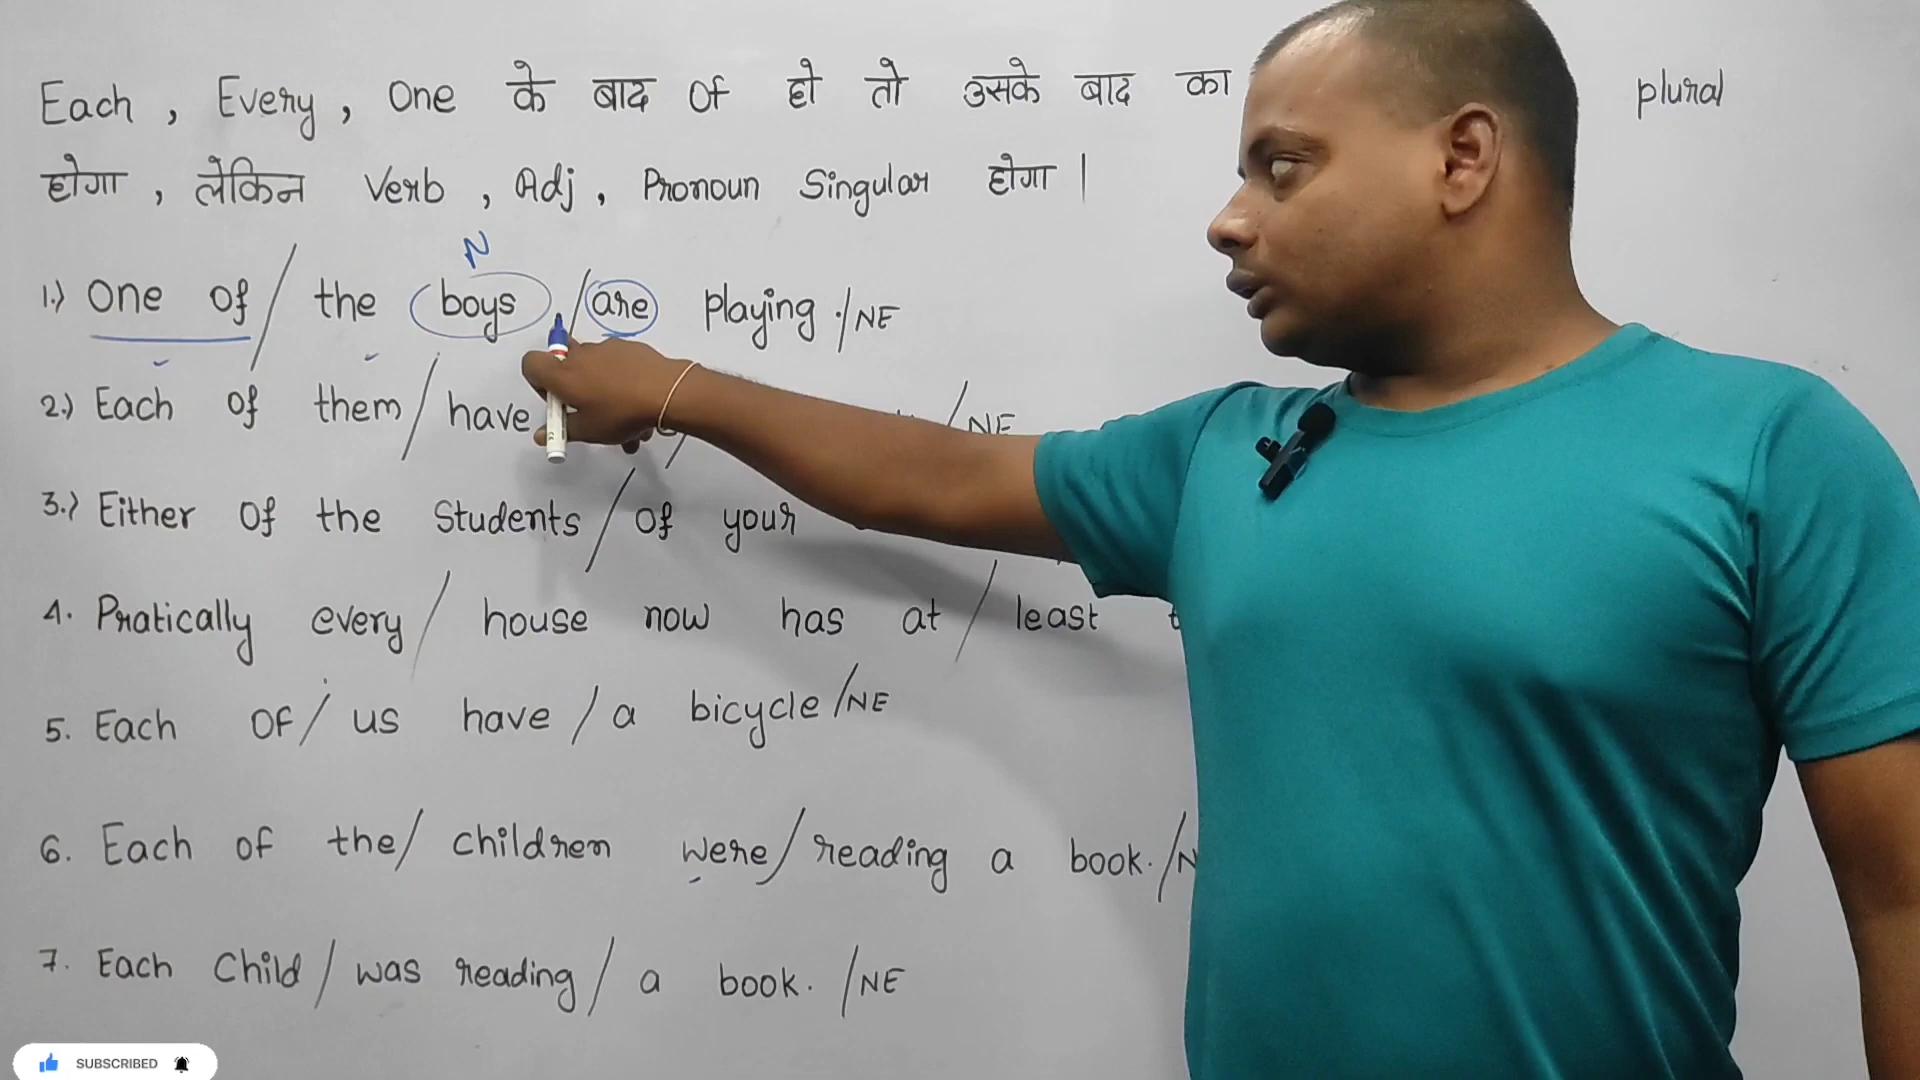 Each , Every , One के बाद Of हो तो उसके बाद का plural
होगा , लेकिन Verb , Adj , Pronoun Singular होगा |
N
1.) One of / the boys / are playing . / NE
2.) Each of them / have / NE
3.) Either of the Students / of your
4. Pratically every / house now has at / least
5. Each OF / us have / a bicycle / NE
6. Each of the / children were / reading a book. / N
7. Each Child / was reading / a book. / NE
SUBSCRIBED